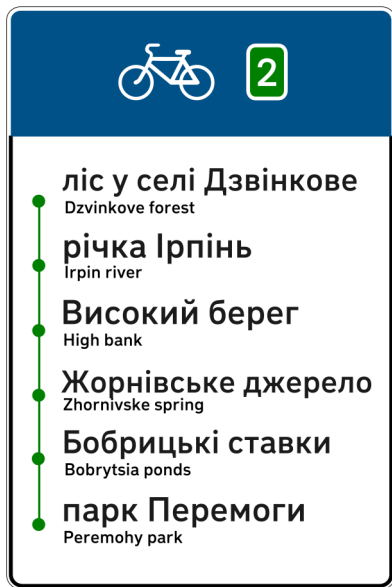 2
ліс у селі Дзвінкове
Dzvinkove forest
річка Ірпінь
Irpin river
Високий берег
High bank
Жорнівське джерело
Zhornivske spring
Бобрицькі ставки
Bobrytsia ponds
парк Перемоги
Peremohy park